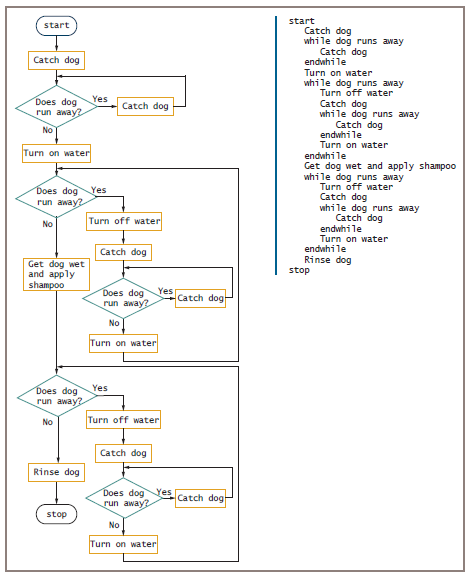 start
Catch dog
Does dog
run away?
Yes
Catch dog
No
Turn on water
Does dog
run away?
Yes
No
Turn off water
Catch dog
Get dog wet
and apply
shampoo
Does dog
run away?
Yes
Catch dog
No
Turn on water
Does dog
run away?
Yes
No
Turn off water
Catch dog
Rinse dog
Does dog
run away?
Yes
Catch dog
stop
No
Turn on water
start
Catch dog
while dog runs away
Catch dog
endwhile
Turn on water
while dog runs away
Turn off water
Catch dog
while dog runs away
Catch dog
endwhile
Turn on water
endwhile
Get dog wet and apply shampoo
while dog runs away
Turn off water
Catch dog
while dog runs away
Catch dog
endwhile
Turn on water
endwhile
Rinse dog
stop